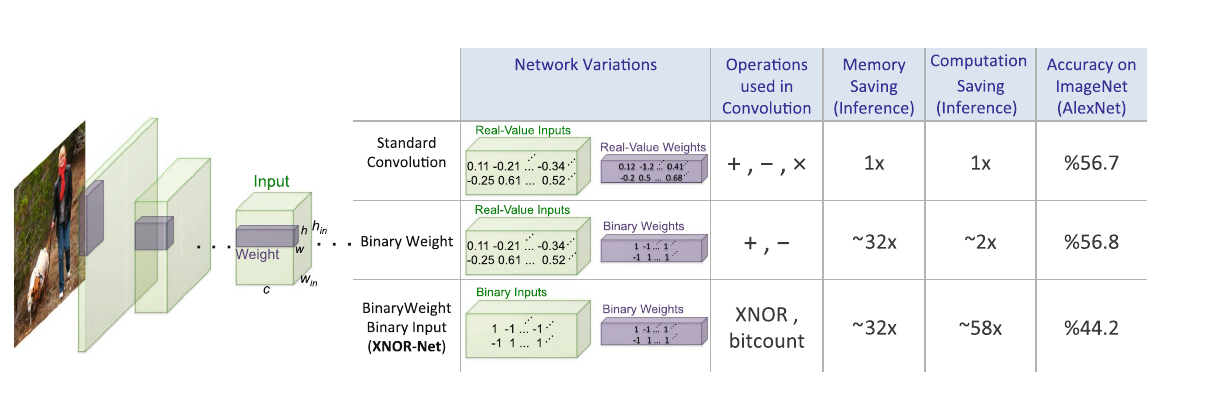 Network Variations
Operations
used in
Convolution
Memory
Saving
(Inference)
Computation
Saving
(Inference)
Accuracy on
ImageNet
(AlexNet)
Input
Weight
h
w
h_in
w_in
c
. . .
. . . .
Standard
Convolution
Real-Value Inputs
0.11 -0.21 ... -0.34
-0.25 0.61 ... 0.52
Real-Value Weights
0.12 -1.2 ... 0.41
-0.2 0.5 ... 0.68
+ , − , ×
1x
1x
%56.7
Binary Weight
Real-Value Inputs
0.11 -0.21 ... -0.34
-0.25 0.61 ... 0.52
Binary Weights
1 -1 ... 1
-1 1 ... 1
+ , −
~32x
~2x
%56.8
BinaryWeight
Binary Input
(XNOR-Net)
Binary Inputs
1 -1 ... -1
-1 1 ... 1
Binary Weights
1 -1 ... 1
-1 1 ... 1
XNOR ,
bitcount
~32x
~58x
%44.2